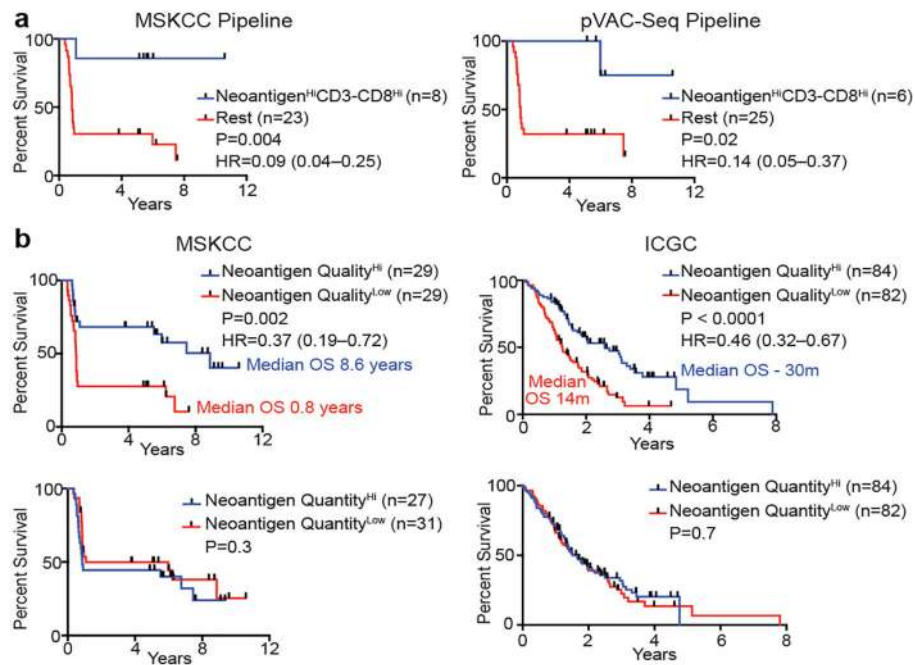 a
MSKCC Pipeline
Percent Survival
100
50
0
0 4 8 12
Years
Neoantigen^HiCD3-CD8^Hi (n=8)
Rest (n=23)
P=0.004
HR=0.09 (0.04–0.25)
pVAC-Seq Pipeline
Percent Survival
100
50
0
0 4 8 12
Years
Neoantigen^HiCD3-CD8^Hi (n=6)
Rest (n=25)
P=0.02
HR=0.14 (0.05–0.37)
b
MSKCC
Percent Survival
100
50
0
0 4 8 12
Years
Neoantigen Quality^Hi (n=29)
Neoantigen Quality^Low (n=29)
P=0.002
HR=0.37 (0.19–0.72)
Median OS 8.6 years
Median OS 0.8 years
ICGC
Percent Survival
100
50
0
0 2 4 6 8
Years
Neoantigen Quality^Hi (n=84)
Neoantigen Quality^Low (n=82)
P < 0.0001
HR=0.46 (0.32–0.67)
Median OS - 30m
Median
OS 14m
Percent Survival
100
50
0
0 4 8 12
Years
Neoantigen Quantity^Hi (n=27)
Neoantigen Quantity^Low (n=31)
P=0.3
Percent Survival
100
50
0
0 2 4 6 8
Years
Neoantigen Quantity^Hi (n=84)
Neoantigen Quantity^Low (n=82)
P=0.7